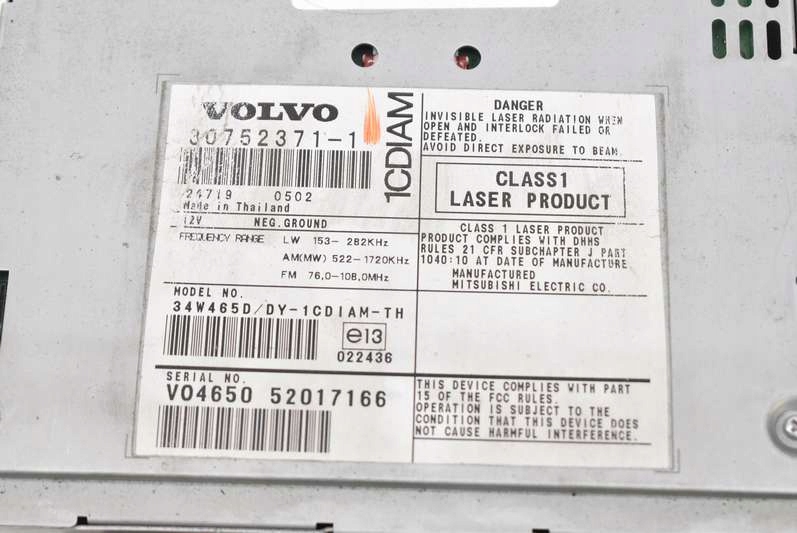 VOLVO
30752371-1
1CDIAM
24719 0502
Made in Thailand
12V NEG.GROUND
FREQUENCY RANGE LW 153- 282KHz
AM(MW) 522-1720KHz
FM 76.0-108.0MHz
MODEL NO.
34W465D/DY-1CDIAM-TH
e13
022436
SERIAL NO.
V04650 52017166
DANGER
INVISIBLE LASER RADIATION WHEN
OPEN AND INTERLOCK FAILED OR
DEFEATED.
AVOID DIRECT EXPOSURE TO BEAM.
CLASS1
LASER PRODUCT
CLASS 1 LASER PRODUCT
PRODUCT COMPLIES WITH DHHS
RULES 21 CFR SUBCHAPTER J PART
1040:10 AT DATE OF MANUFACTURE
MANUFACTURED
MITSUBISHI ELECTRIC CO.
THIS DEVICE COMPLIES WITH PART
15 OF THE FCC RULES.
OPERATION IS SUBJECT TO THE
CONDITION THAT THIS DEVICE DOES
NOT CAUSE HARMFUL INTERFERENCE.